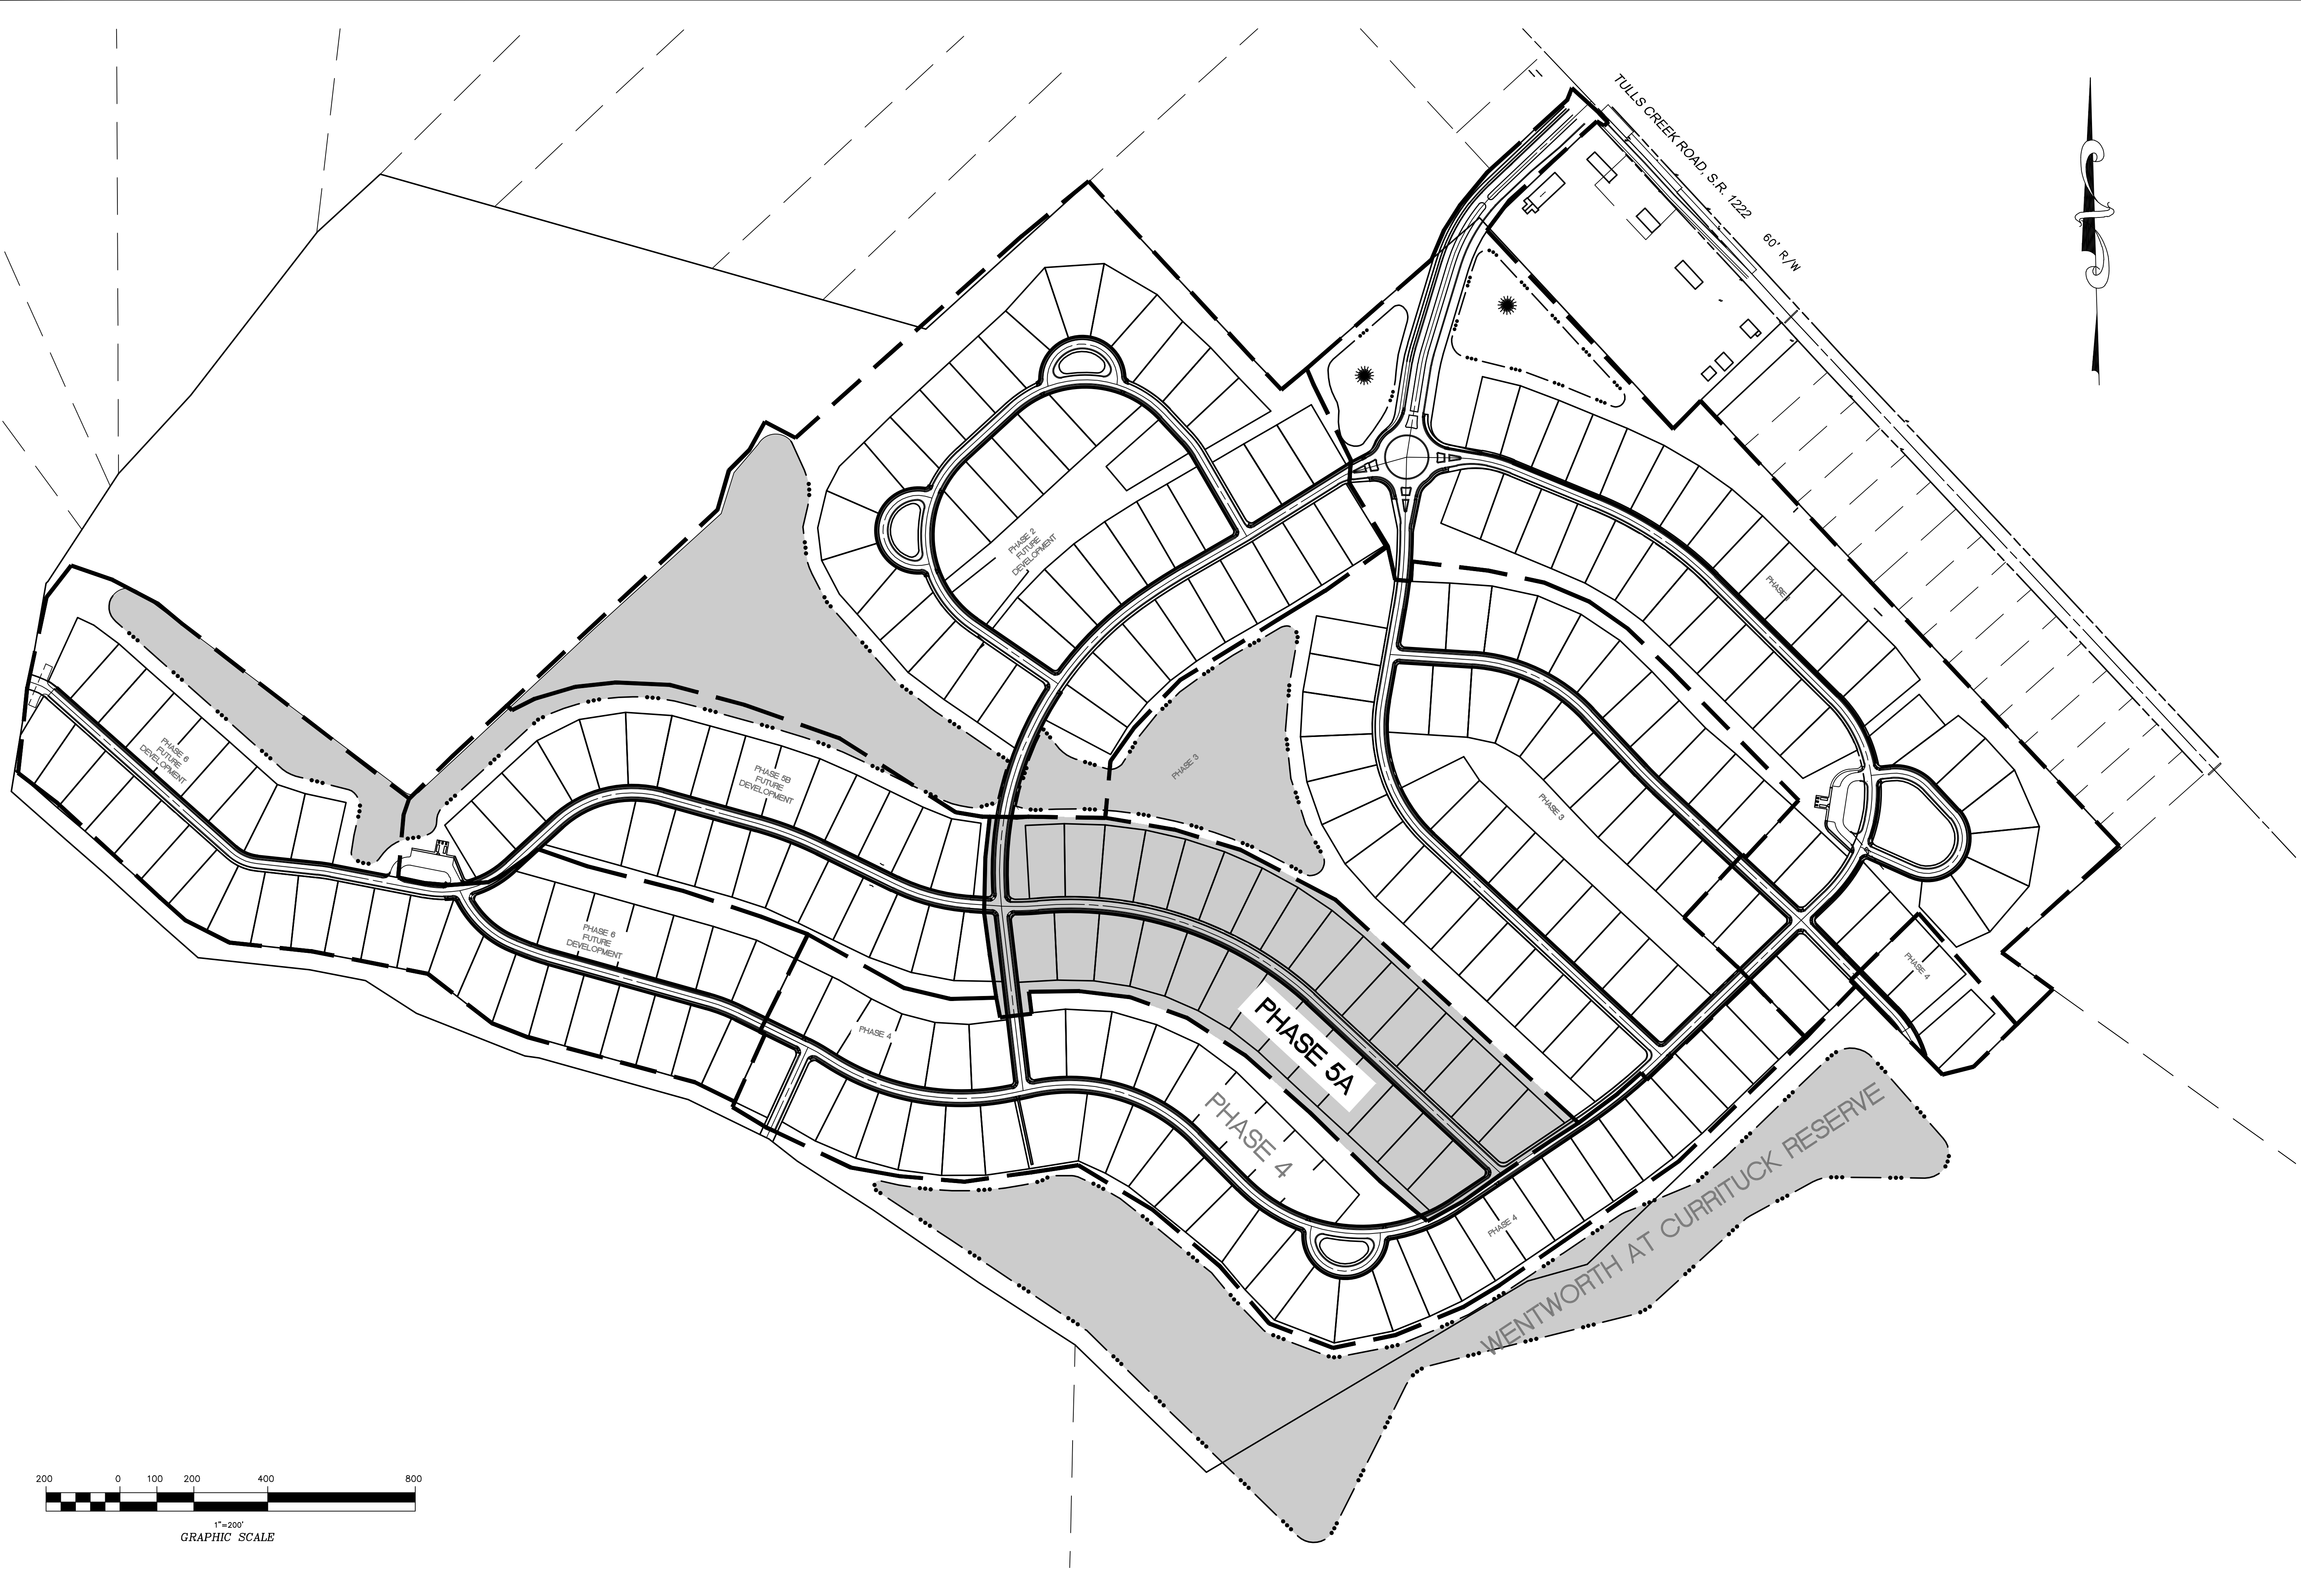 TULLS CREEK ROAD, S.R. 1222
60' R/W
PHASE 2
FUTURE
DEVELOPMENT
PHASE
PHASE 6
FUTURE
DEVELOPMENT
PHASE 5B
FUTURE
DEVELOPMENT
PHASE 3
PHASE 3
PHASE 6
FUTURE
DEVELOPMENT
PHASE 4
PHASE 4
PHASE 5A
PHASE 4
PHASE 4
WENTWORTH AT CURRITUCK RESERVE
200 0 100 200 400 800
1"=200'
GRAPHIC SCALE